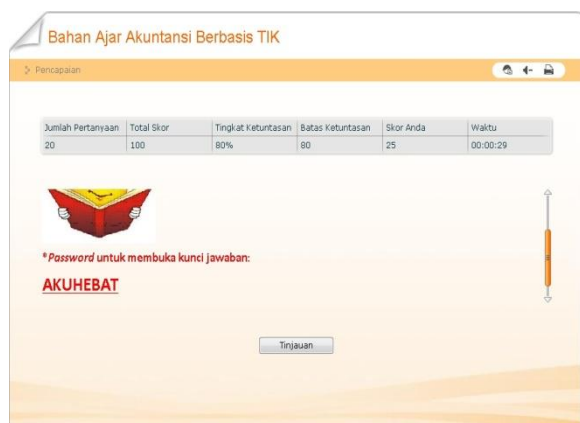 Bahan Ajar Akuntansi Berbasis TIK
Pencapaian
Jumlah Pertanyaan Total Skor Tingkat Ketuntasan Batas Ketuntasan Skor Anda Waktu
20 100 80% 80 25 00:00:29
*Password untuk membuka kunci jawaban:
AKUHEBAT
Tinjauan